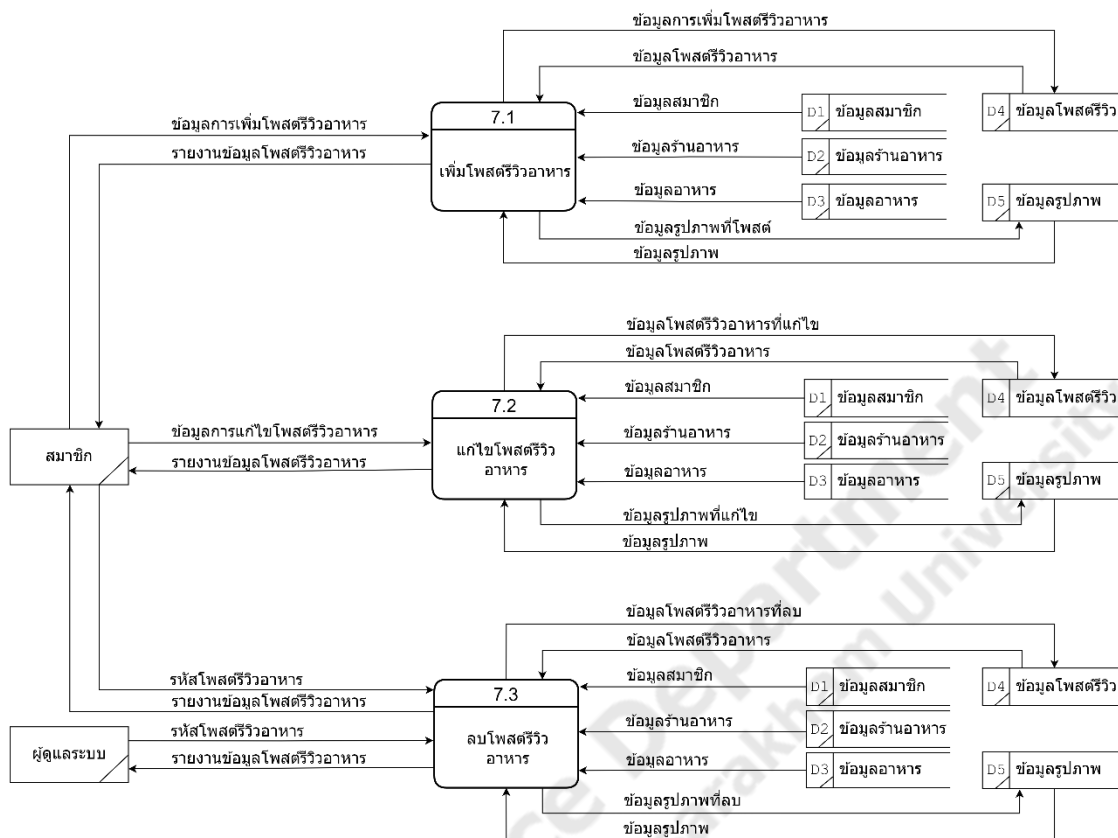 ข้อมูลการเพิ่มโพสต์รีวิวอาหาร
ข้อมูลโพสต์รีวิวอาหาร
7.1
เพิ่มโพสต์รีวิวอาหาร
ข้อมูลสมาชิก
D1 ข้อมูลสมาชิก
D4 ข้อมูลโพสต์รีวิว
ข้อมูลการเพิ่มโพสต์รีวิวอาหาร
รายงานข้อมูลโพสต์รีวิวอาหาร
ข้อมูลร้านอาหาร
D2 ข้อมูลร้านอาหาร
ข้อมูลอาหาร
D3 ข้อมูลอาหาร
D5 ข้อมูลรูปภาพ
ข้อมูลรูปภาพที่โพสต์
ข้อมูลรูปภาพ
ข้อมูลโพสต์รีวิวอาหารที่แก้ไข
ข้อมูลโพสต์รีวิวอาหาร
7.2
แก้ไขโพสต์รีวิว
อาหาร
ข้อมูลสมาชิก
D1 ข้อมูลสมาชิก
D4 ข้อมูลโพสต์รีวิว
สมาชิก
ข้อมูลการแก้ไขโพสต์รีวิวอาหาร
รายงานข้อมูลโพสต์รีวิวอาหาร
ข้อมูลร้านอาหาร
D2 ข้อมูลร้านอาหาร
ข้อมูลอาหาร
D3 ข้อมูลอาหาร
D5 ข้อมูลรูปภาพ
ข้อมูลรูปภาพที่แก้ไข
ข้อมูลรูปภาพ
ข้อมูลโพสต์รีวิวอาหารที่ลบ
ข้อมูลโพสต์รีวิวอาหาร
7.3
ลบโพสต์รีวิว
อาหาร
ข้อมูลสมาชิก
D1 ข้อมูลสมาชิก
D4 ข้อมูลโพสต์รีวิว
รหัสโพสต์รีวิวอาหาร
รายงานข้อมูลโพสต์รีวิวอาหาร
ผู้ดูแลระบบ
รหัสโพสต์รีวิวอาหาร
รายงานข้อมูลโพสต์รีวิวอาหาร
ข้อมูลร้านอาหาร
D2 ข้อมูลร้านอาหาร
ข้อมูลอาหาร
D3 ข้อมูลอาหาร
D5 ข้อมูลรูปภาพ
ข้อมูลรูปภาพที่ลบ
ข้อมูลรูปภาพ
Department
University